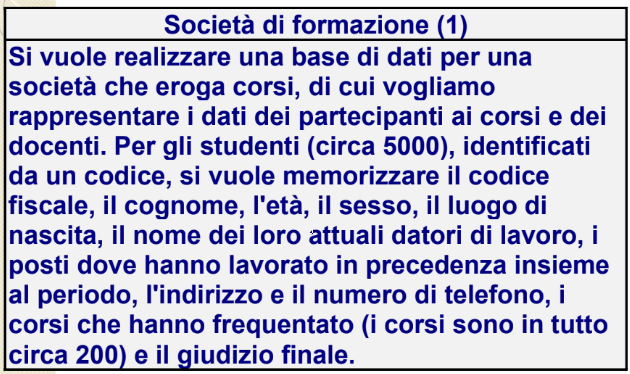 Società di formazione (1)
Si vuole realizzare una base di dati per una
società che eroga corsi, di cui vogliamo
rappresentare i dati dei partecipanti ai corsi e dei
docenti. Per gli studenti (circa 5000), identificati
da un codice, si vuole memorizzare il codice
fiscale, il cognome, l'età, il sesso, il luogo di
nascita, il nome dei loro attuali datori di lavoro, i
posti dove hanno lavorato in precedenza insieme
al periodo, l'indirizzo e il numero di telefono, i
corsi che hanno frequentato (i corsi sono in tutto
circa 200) e il giudizio finale.